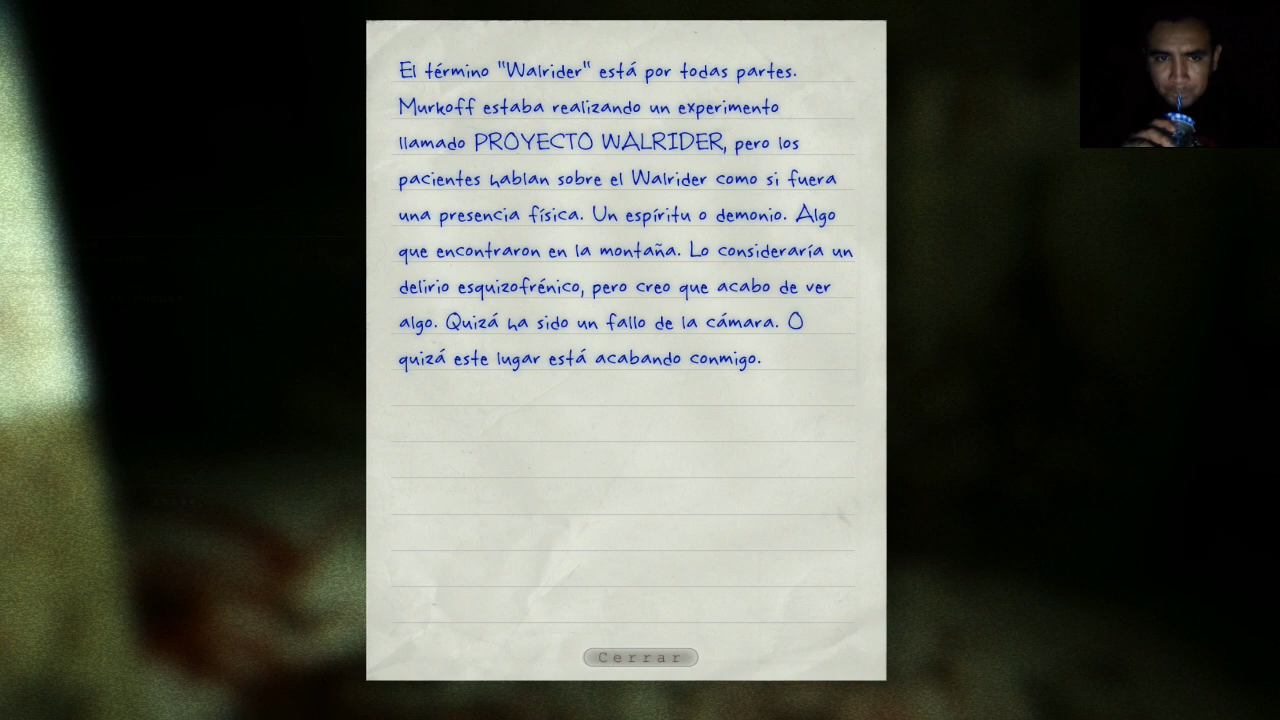 El término "Walrider" está por todas partes.
Murkoff estaba realizando un experimento
llamado PROYECTO WALRIDER, pero los
pacientes hablan sobre el Walrider como si fuera
una presencia física. Un espíritu o demonio. Algo
que encontraron en la montaña. Lo consideraría un
delirio esquizofrénico, pero creo que acabo de ver
algo. Quizá ha sido un fallo de la cámara. O
quizá este lugar está acabando conmigo.
Cerrar